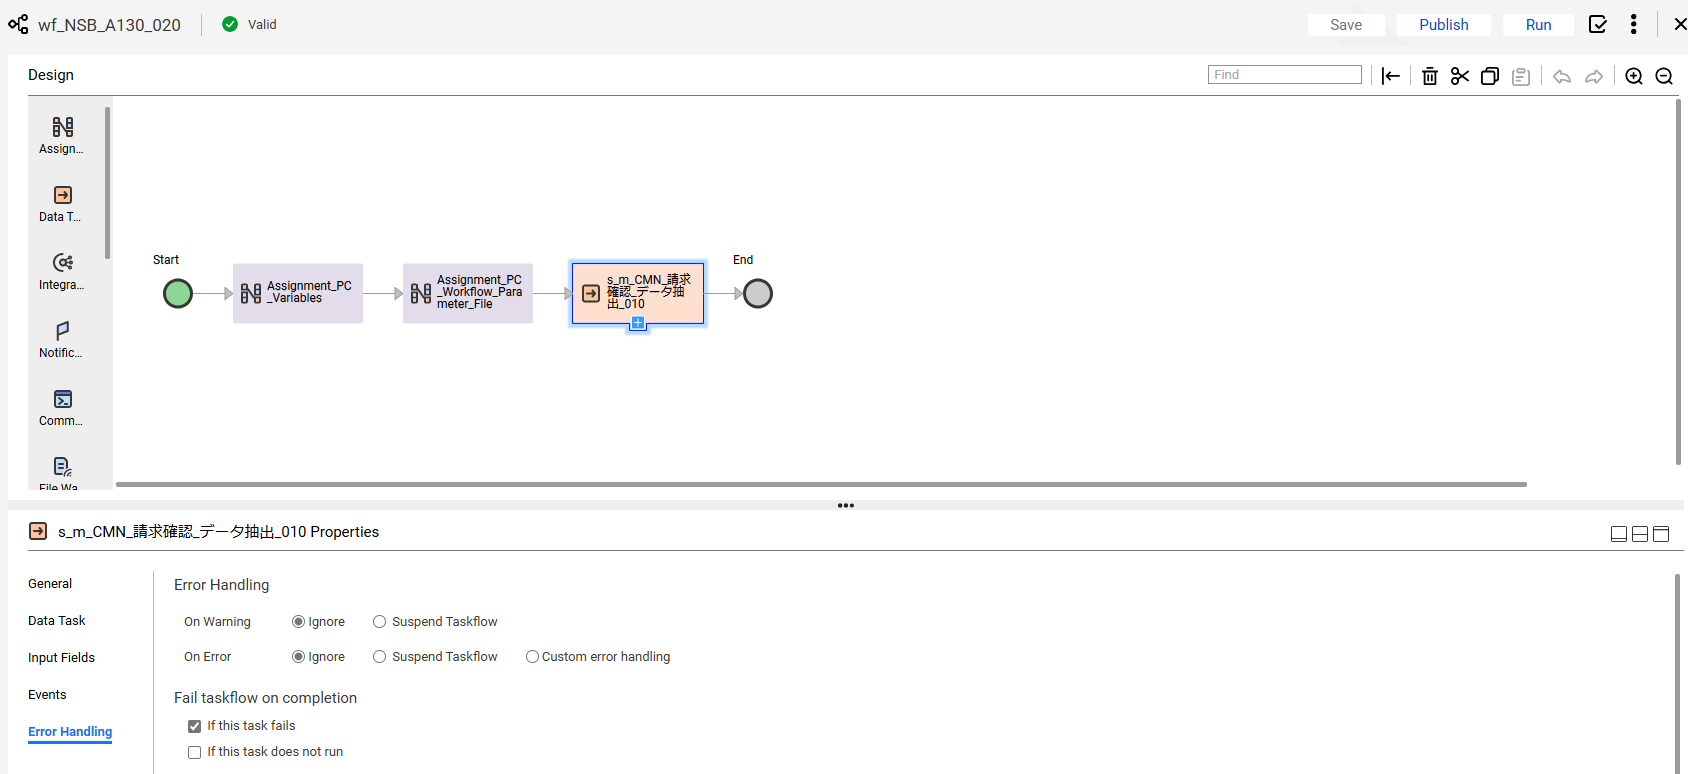 wf_NSB_A130_020
Valid
Save
Publish
Run
Design
Find
Assign...
Data T...
Integra...
Notific...
Comm...
File Wa
Start
Assignment_PC
_Variables
Assignment_PC
_Workflow_Para
meter_File
s_m_CMN_請求
確認_データ抽
出_010
End
s_m_CMN_請求確認_データ抽出_010 Properties
General
Data Task
Input Fields
Events
Error Handling
Error Handling
On Warning Ignore Suspend Taskflow
On Error Ignore Suspend Taskflow Custom error handling
Fail taskflow on completion
If this task fails
If this task does not run